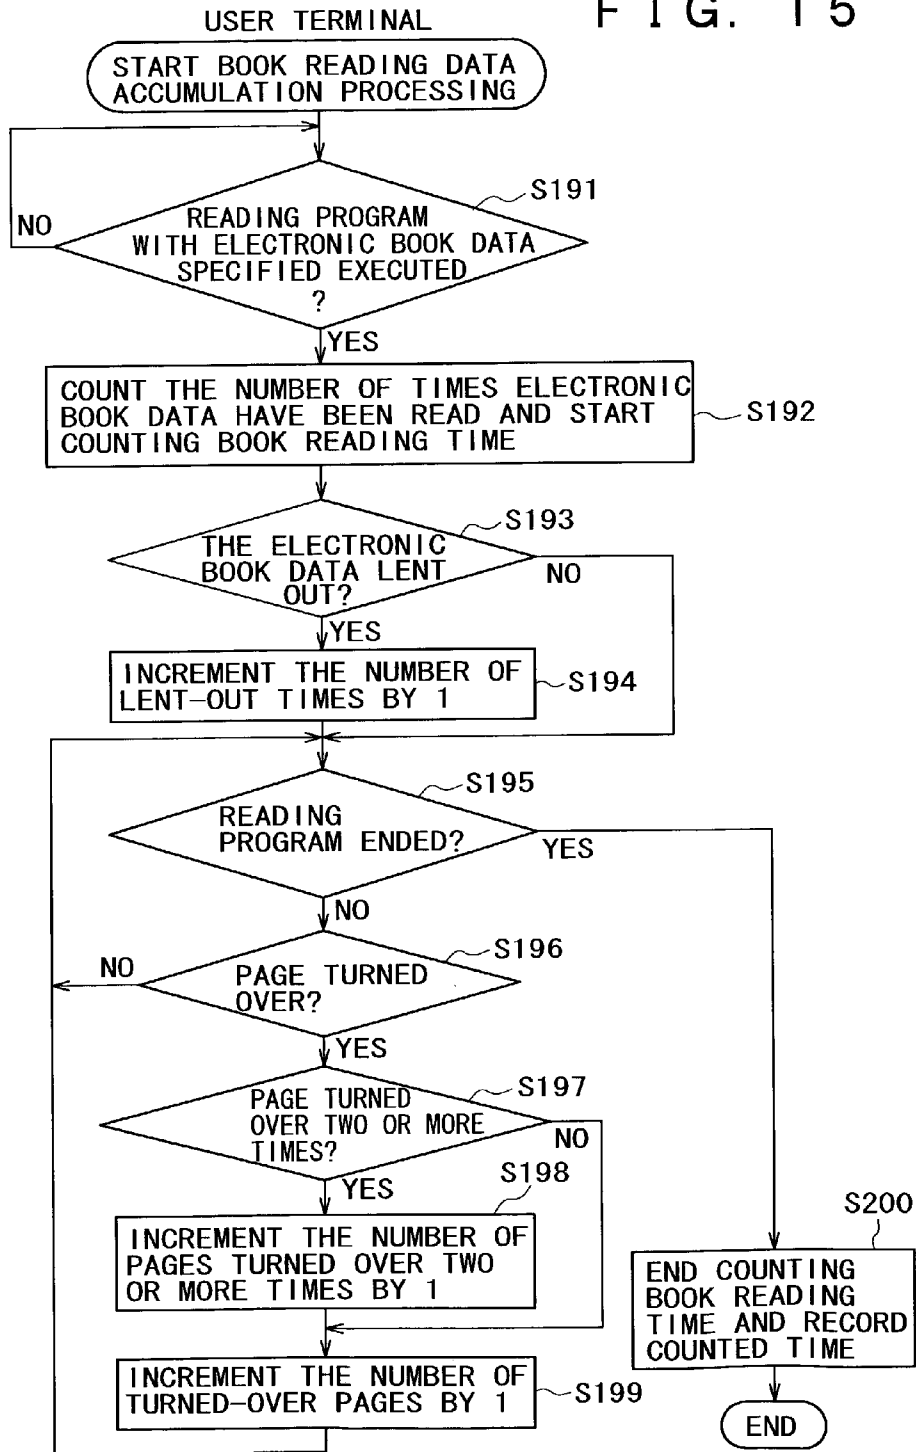 FIG. 15
USER TERMINAL
START BOOK READING DATA
ACCUMULATION PROCESSING
S191
NO
READING PROGRAM
WITH ELECTRONIC BOOK DATA
SPECIFIED EXECUTED
?
YES
COUNT THE NUMBER OF TIMES ELECTRONIC
BOOK DATA HAVE BEEN READ AND START
COUNTING BOOK READING TIME
S192
S193
THE ELECTRONIC
BOOK DATA LENT
OUT?
NO
YES
INCREMENT THE NUMBER OF
LENT-OUT TIMES BY 1
S194
S195
READING
PROGRAM ENDED?
YES
NO
S196
NO
PAGE TURNED
OVER?
YES
S197
PAGE TURNED
OVER TWO OR MORE
TIMES?
NO
YES
S198
INCREMENT THE NUMBER OF
PAGES TURNED OVER TWO
OR MORE TIMES BY 1
S200
END COUNTING
BOOK READING
TIME AND RECORD
COUNTED TIME
INCREMENT THE NUMBER OF
TURNED-OVER PAGES BY 1
S199
END